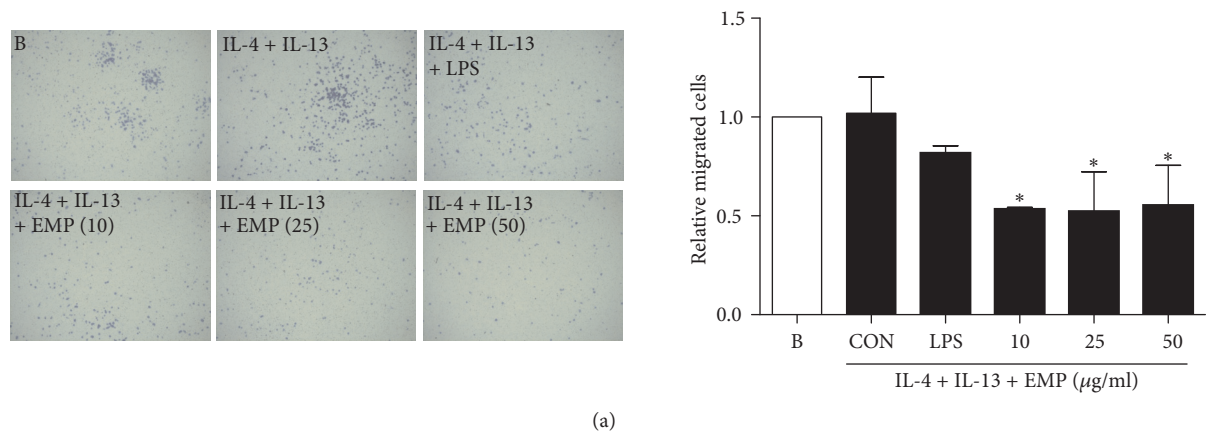 B
IL-4 + IL-13
IL-4 + IL-13
+ LPS
IL-4 + IL-13
+ EMP (10)
IL-4 + IL-13
+ EMP (25)
IL-4 + IL-13
+ EMP (50)
Relative migrated cells
1.5
1.0
0.5
0.0
* * *
B CON LPS 10 25 50
IL-4 + IL-13 + EMP (μg/ml)
(a)